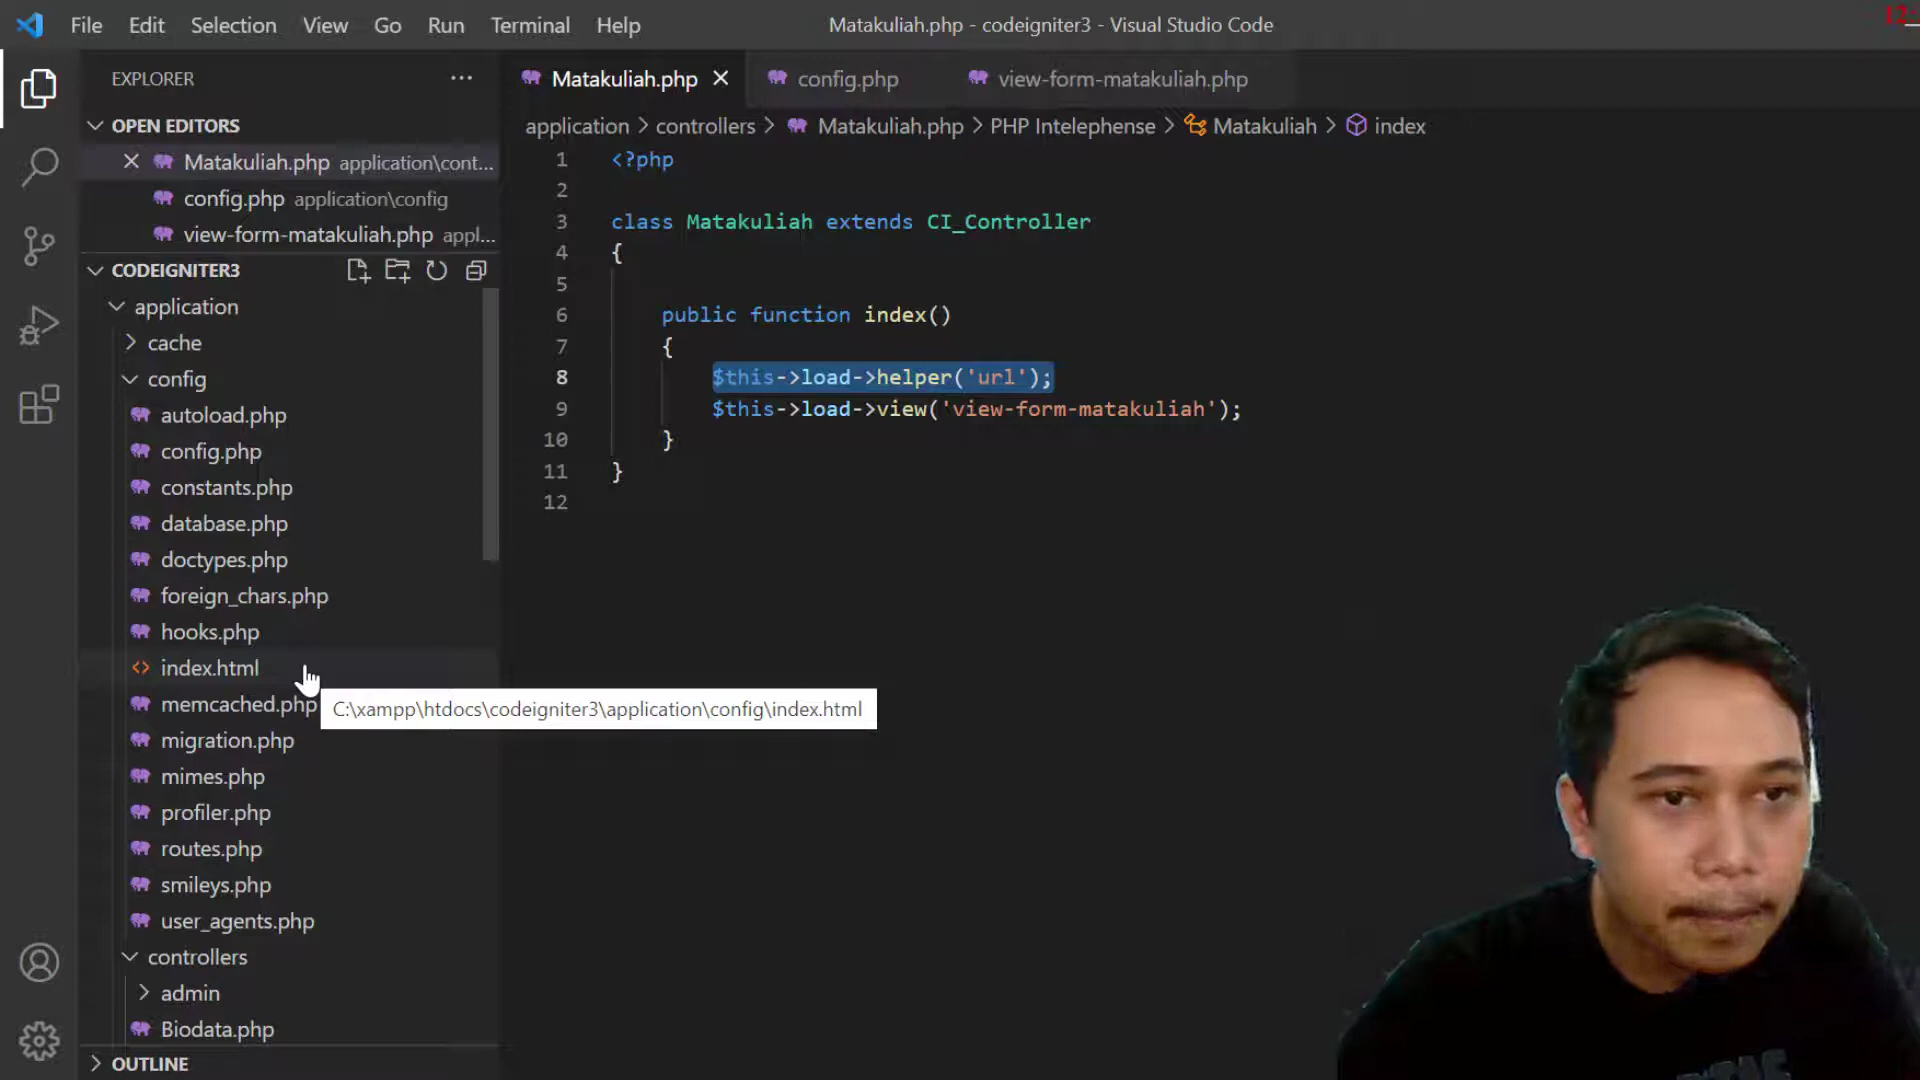 File Edit Selection View Go Run Terminal Help
Matakuliah.php - codeigniter3 - Visual Studio Code
EXPLORER
Matakuliah.php
config.php
view-form-matakuliah.php
OPEN EDITORS
application > controllers > Matakuliah.php > PHP Intelephense > Matakuliah > index
Matakuliah.php application\cont...
config.php application\config
view-form-matakuliah.php appl...
CODEIGNITER3
application
cache
config
autoload.php
config.php
constants.php
database.php
doctypes.php
foreign_chars.php
hooks.php
index.html
memcached.php
migration.php
mimes.php
profiler.php
routes.php
smileys.php
user_agents.php
controllers
admin
Biodata.php
OUTLINE
1 <?php
2
3 class Matakuliah extends CI_Controller
4 {
5
6 public function index()
7 {
8 $this->load->helper('url');
9 $this->load->view('view-form-matakuliah');
10 }
11 }
12
C:\xampp\htdocs\codeigniter3\application\config\index.html